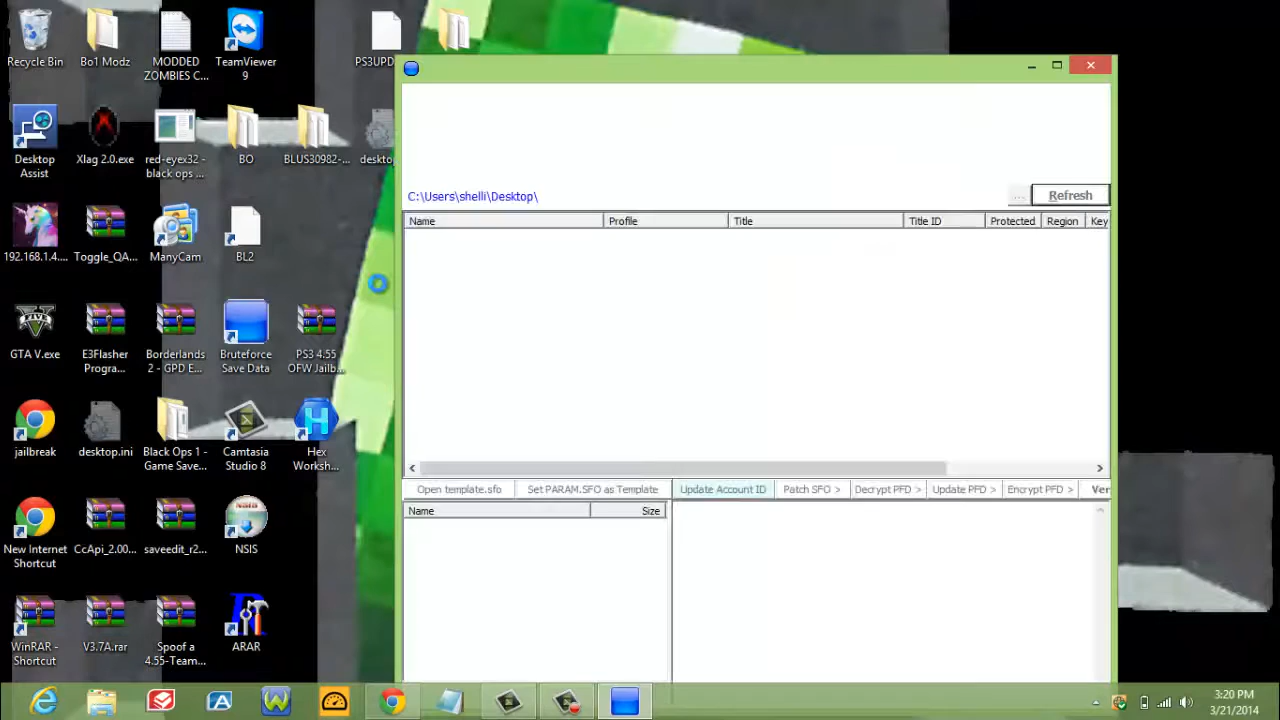 Recycle Bin
Bo1 Modz
MODDED
ZOMBIES C...
TeamViewer
9
PS3UPD
Desktop
Assist
Xlag 2.0.exe
red-eyex32 -
black ops ...
BO
BLUS30982-...
deskto
192.168.1.4....
Toggle_QA...
ManyCam
BL2
GTA V.exe
E3Flasher
Progra...
Borderlands
2 - GPD E...
Bruteforce
Save Data
PS3 4.55
OFW Jailb...
jailbreak
desktop.ini
Black Ops 1 -
Game Save...
Camtasia
Studio 8
Hex
Worksh...
New Internet
Shortcut
CcApi_2.00...
saveedit_r2...
NSIS
WinRAR -
Shortcut
V3.7A.rar
Spoof a
4.55-Team...
ARAR
C:\Users\shelli\Desktop\
... Refresh
Name Profile Title Title ID Protected Region Key
Open template.sfo Set PARAM.SFO as Template Update Account ID Patch SFO > Decrypt PFD > Update PFD > Encrypt PFD > Ver
Name Size
3:20 PM
3/21/2014